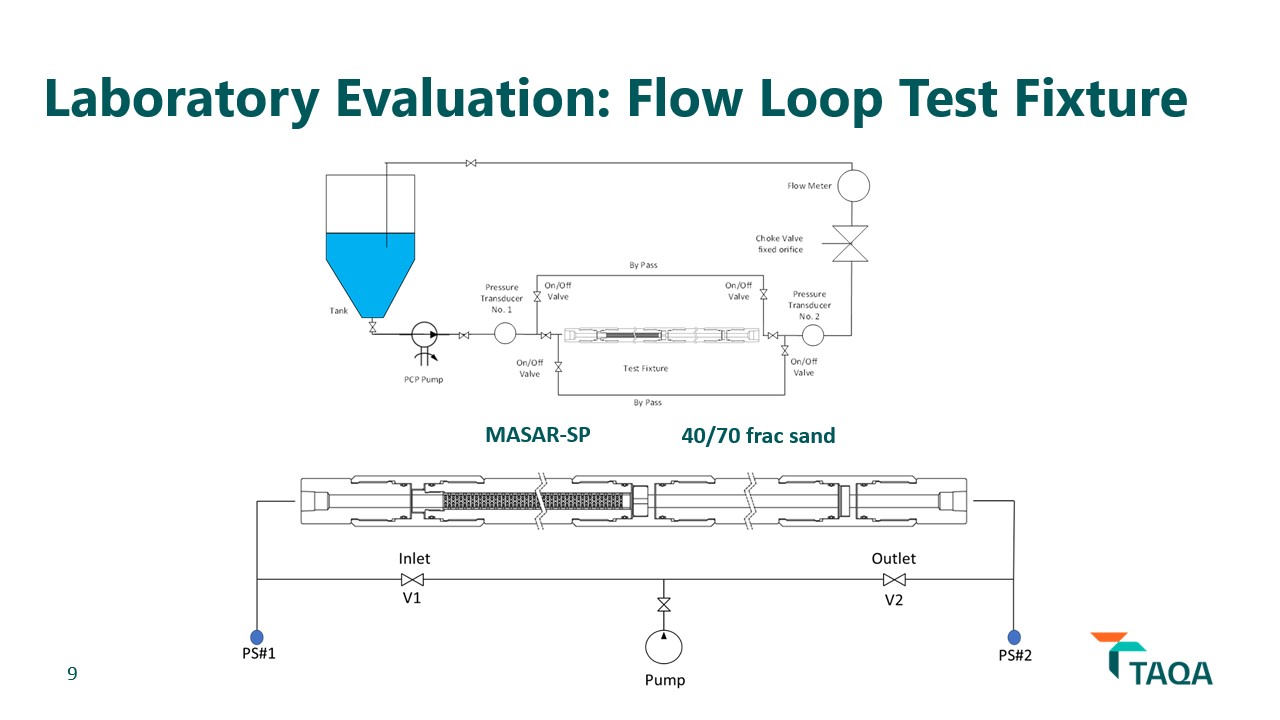 Laboratory Evaluation: Flow Loop Test Fixture
Flow Meter
Choke Valve
fixed orifice
By Pass
On/Off
Valve
On/Off
Valve
Pressure
Transducer
No. 1
Pressure
Transducer
No. 2
Tank
On/Off
Valve
Test Fixture
On/Off
Valve
PCP Pump
By Pass
MASAR-SP
40/70 frac sand
Inlet
Outlet
V1
V2
PS#1
PS#2
Pump
9
TAQA